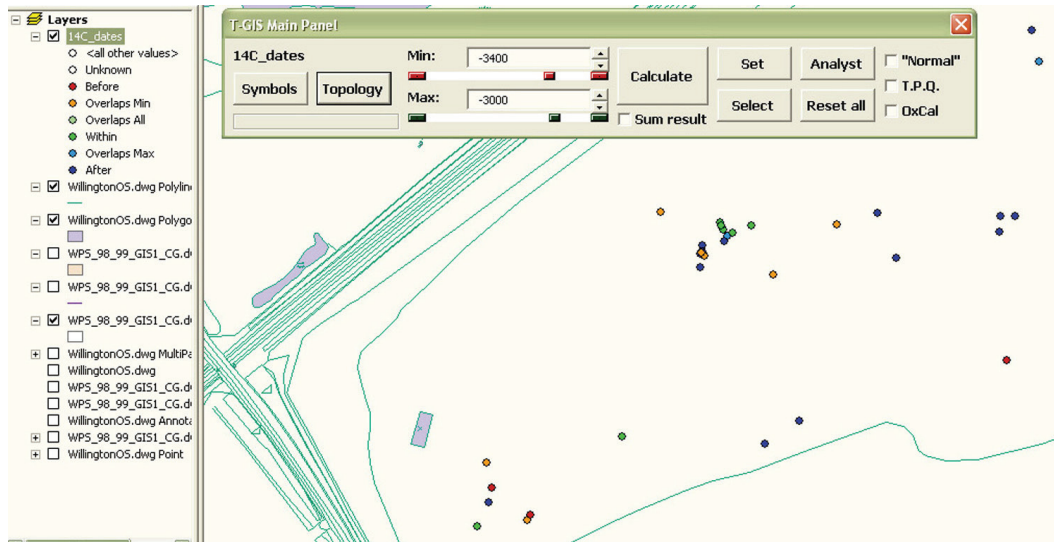 Layers
14C_dates
<all other values>
Unknown
Before
Overlaps Min
Overlaps All
Within
Overlaps Max
After
WillingtonOS.dwg Polylin
WillingtonOS.dwg Polygo
WPS_98_99_GIS1_CG.d
WPS_98_99_GIS1_CG.d
WPS_98_99_GIS1_CG.d
WillingtonOS.dwg MultiPa
WillingtonOS.dwg
WPS_98_99_GIS1_CG.d
WPS_98_99_GIS1_CG.d
WillingtonOS.dwg Annota
WPS_98_99_GIS1_CG.d
WillingtonOS.dwg Point
T-GIS Main Panel
14C_dates
Symbols
Topology
Min: -3400
Max: -3000
Calculate
Sum result
Set
Analyst
Select
Reset all
"Normal"
T.P.Q.
OxCal